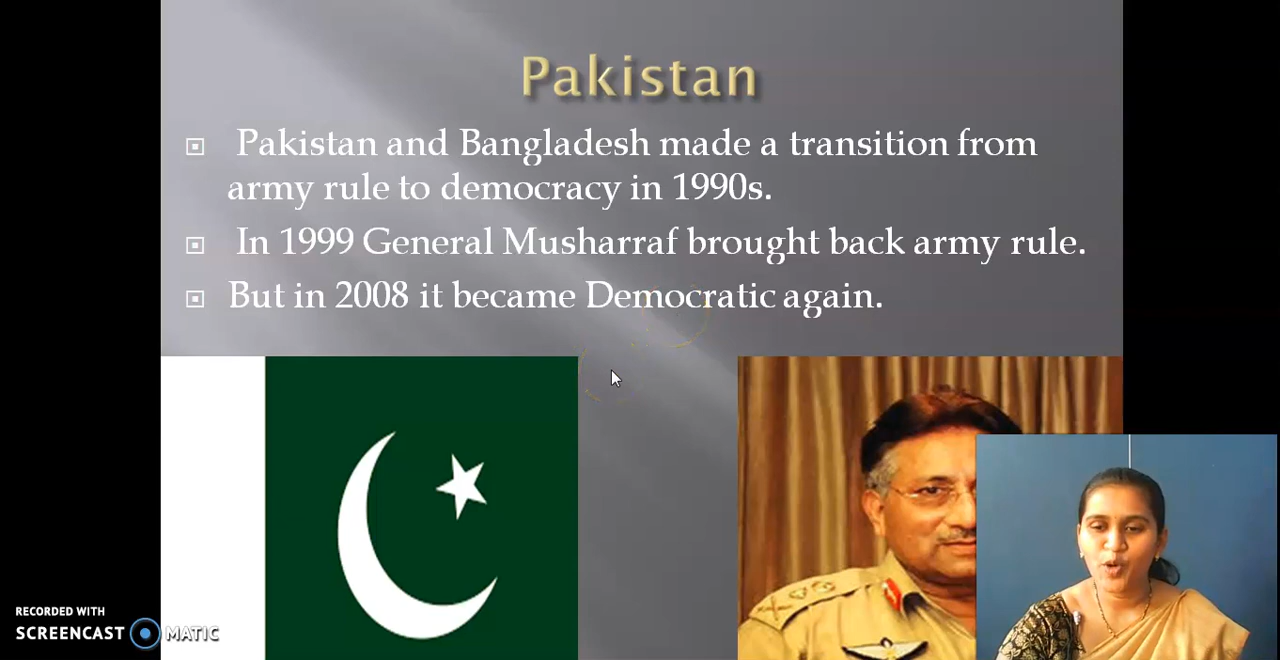 Pakistan
Pakistan and Bangladesh made a transition from
army rule to democracy in 1990s.
In 1999 General Musharraf brought back army rule.
But in 2008 it became Democratic again.
RECORDED WITH
SCREENCAST MATIC